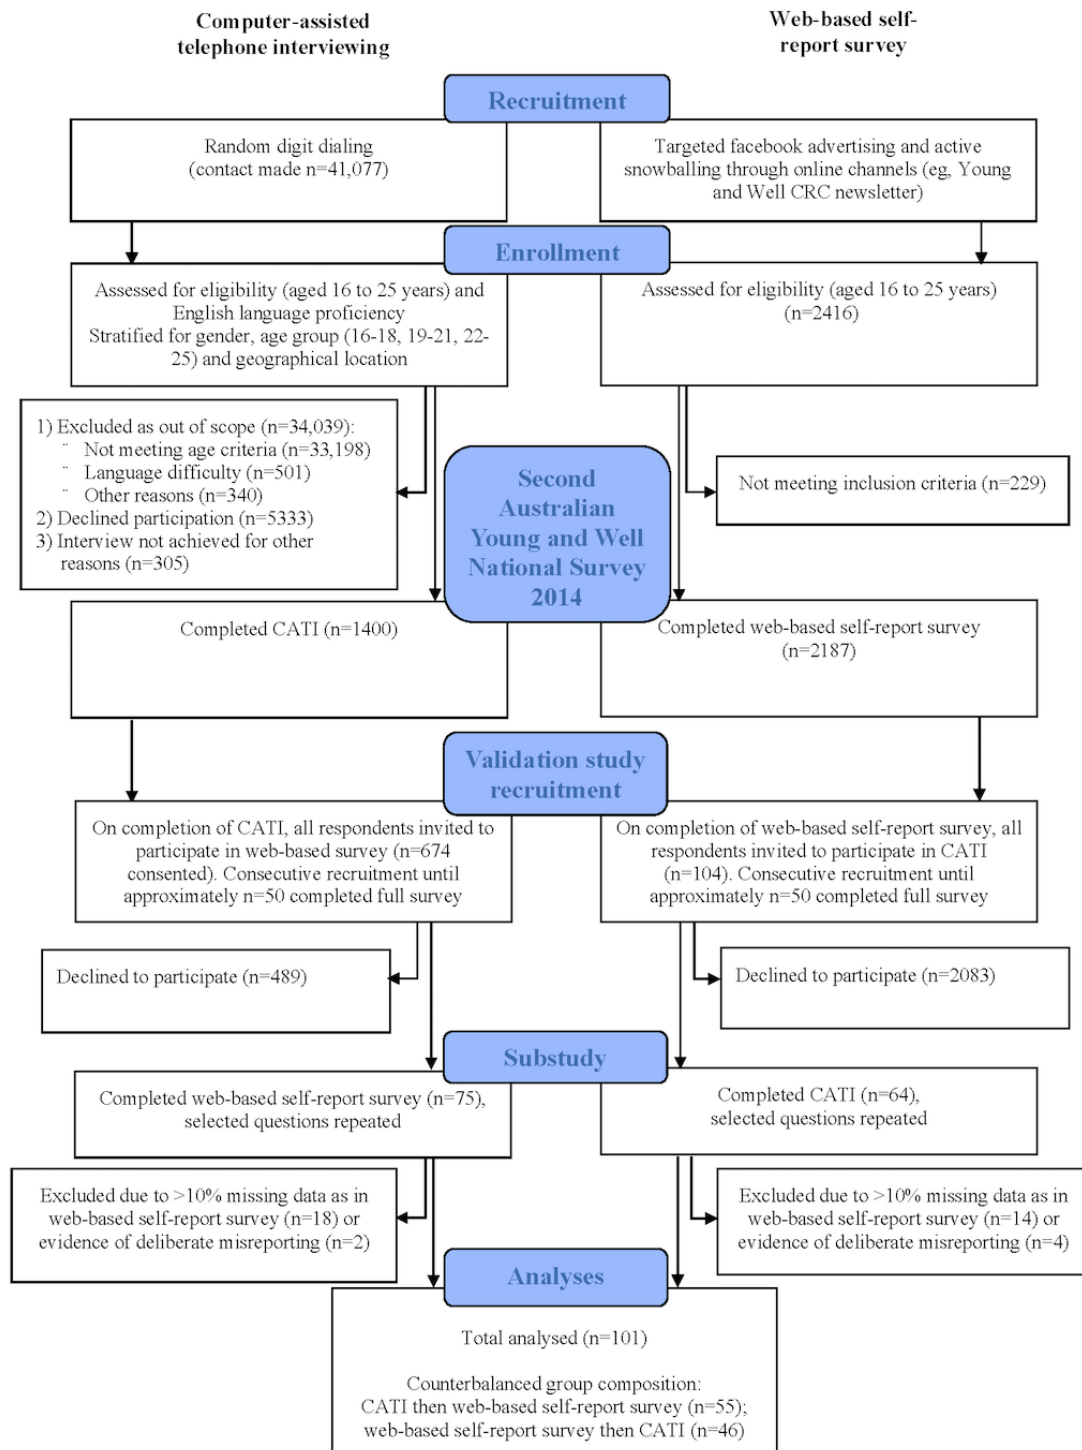 Computer-assisted
telephone interviewing
Web-based self-
report survey
Recruitment
Random digit dialing
(contact made n=41,077)
Targeted facebook advertising and active
snowballing through online channels (eg, Young
and Well CRC newsletter)
Enrollment
Assessed for eligibility (aged 16 to 25 years) and
English language proficiency
Stratified for gender, age group (16-18, 19-21, 22-
25) and geographical location
Assessed for eligibility (aged 16 to 25 years)
(n=2416)
1) Excluded as out of scope (n=34,039):
¨ Not meeting age criteria (n=33,198)
¨ Language difficulty (n=501)
¨ Other reasons (n=340)
2) Declined participation (n=5333)
3) Interview not achieved for other
reasons (n=305)
Second
Australian
Young and Well
National Survey
2014
Not meeting inclusion criteria (n=229)
Completed CATI (n=1400)
Completed web-based self-report survey
(n=2187)
Validation study
recruitment
On completion of CATI, all respondents invited to
participate in web-based survey (n=674
consented). Consecutive recruitment until
approximately n=50 completed full survey
On completion of web-based self-report survey, all
respondents invited to participate in CATI
(n=104). Consecutive recruitment until
approximately n=50 completed full survey
Declined to participate (n=489)
Declined to participate (n=2083)
Substudy
Completed web-based self-report survey (n=75),
selected questions repeated
Completed CATI (n=64),
selected questions repeated
Excluded due to >10% missing data as in
web-based self-report survey (n=18) or
evidence of deliberate misreporting (n=2)
Excluded due to >10% missing data as in
web-based self-report survey (n=14) or
evidence of deliberate misreporting (n=4)
Analyses
Total analysed (n=101)
Counterbalanced group composition:
CATI then web-based self-report survey (n=55);
web-based self-report survey then CATI (n=46)